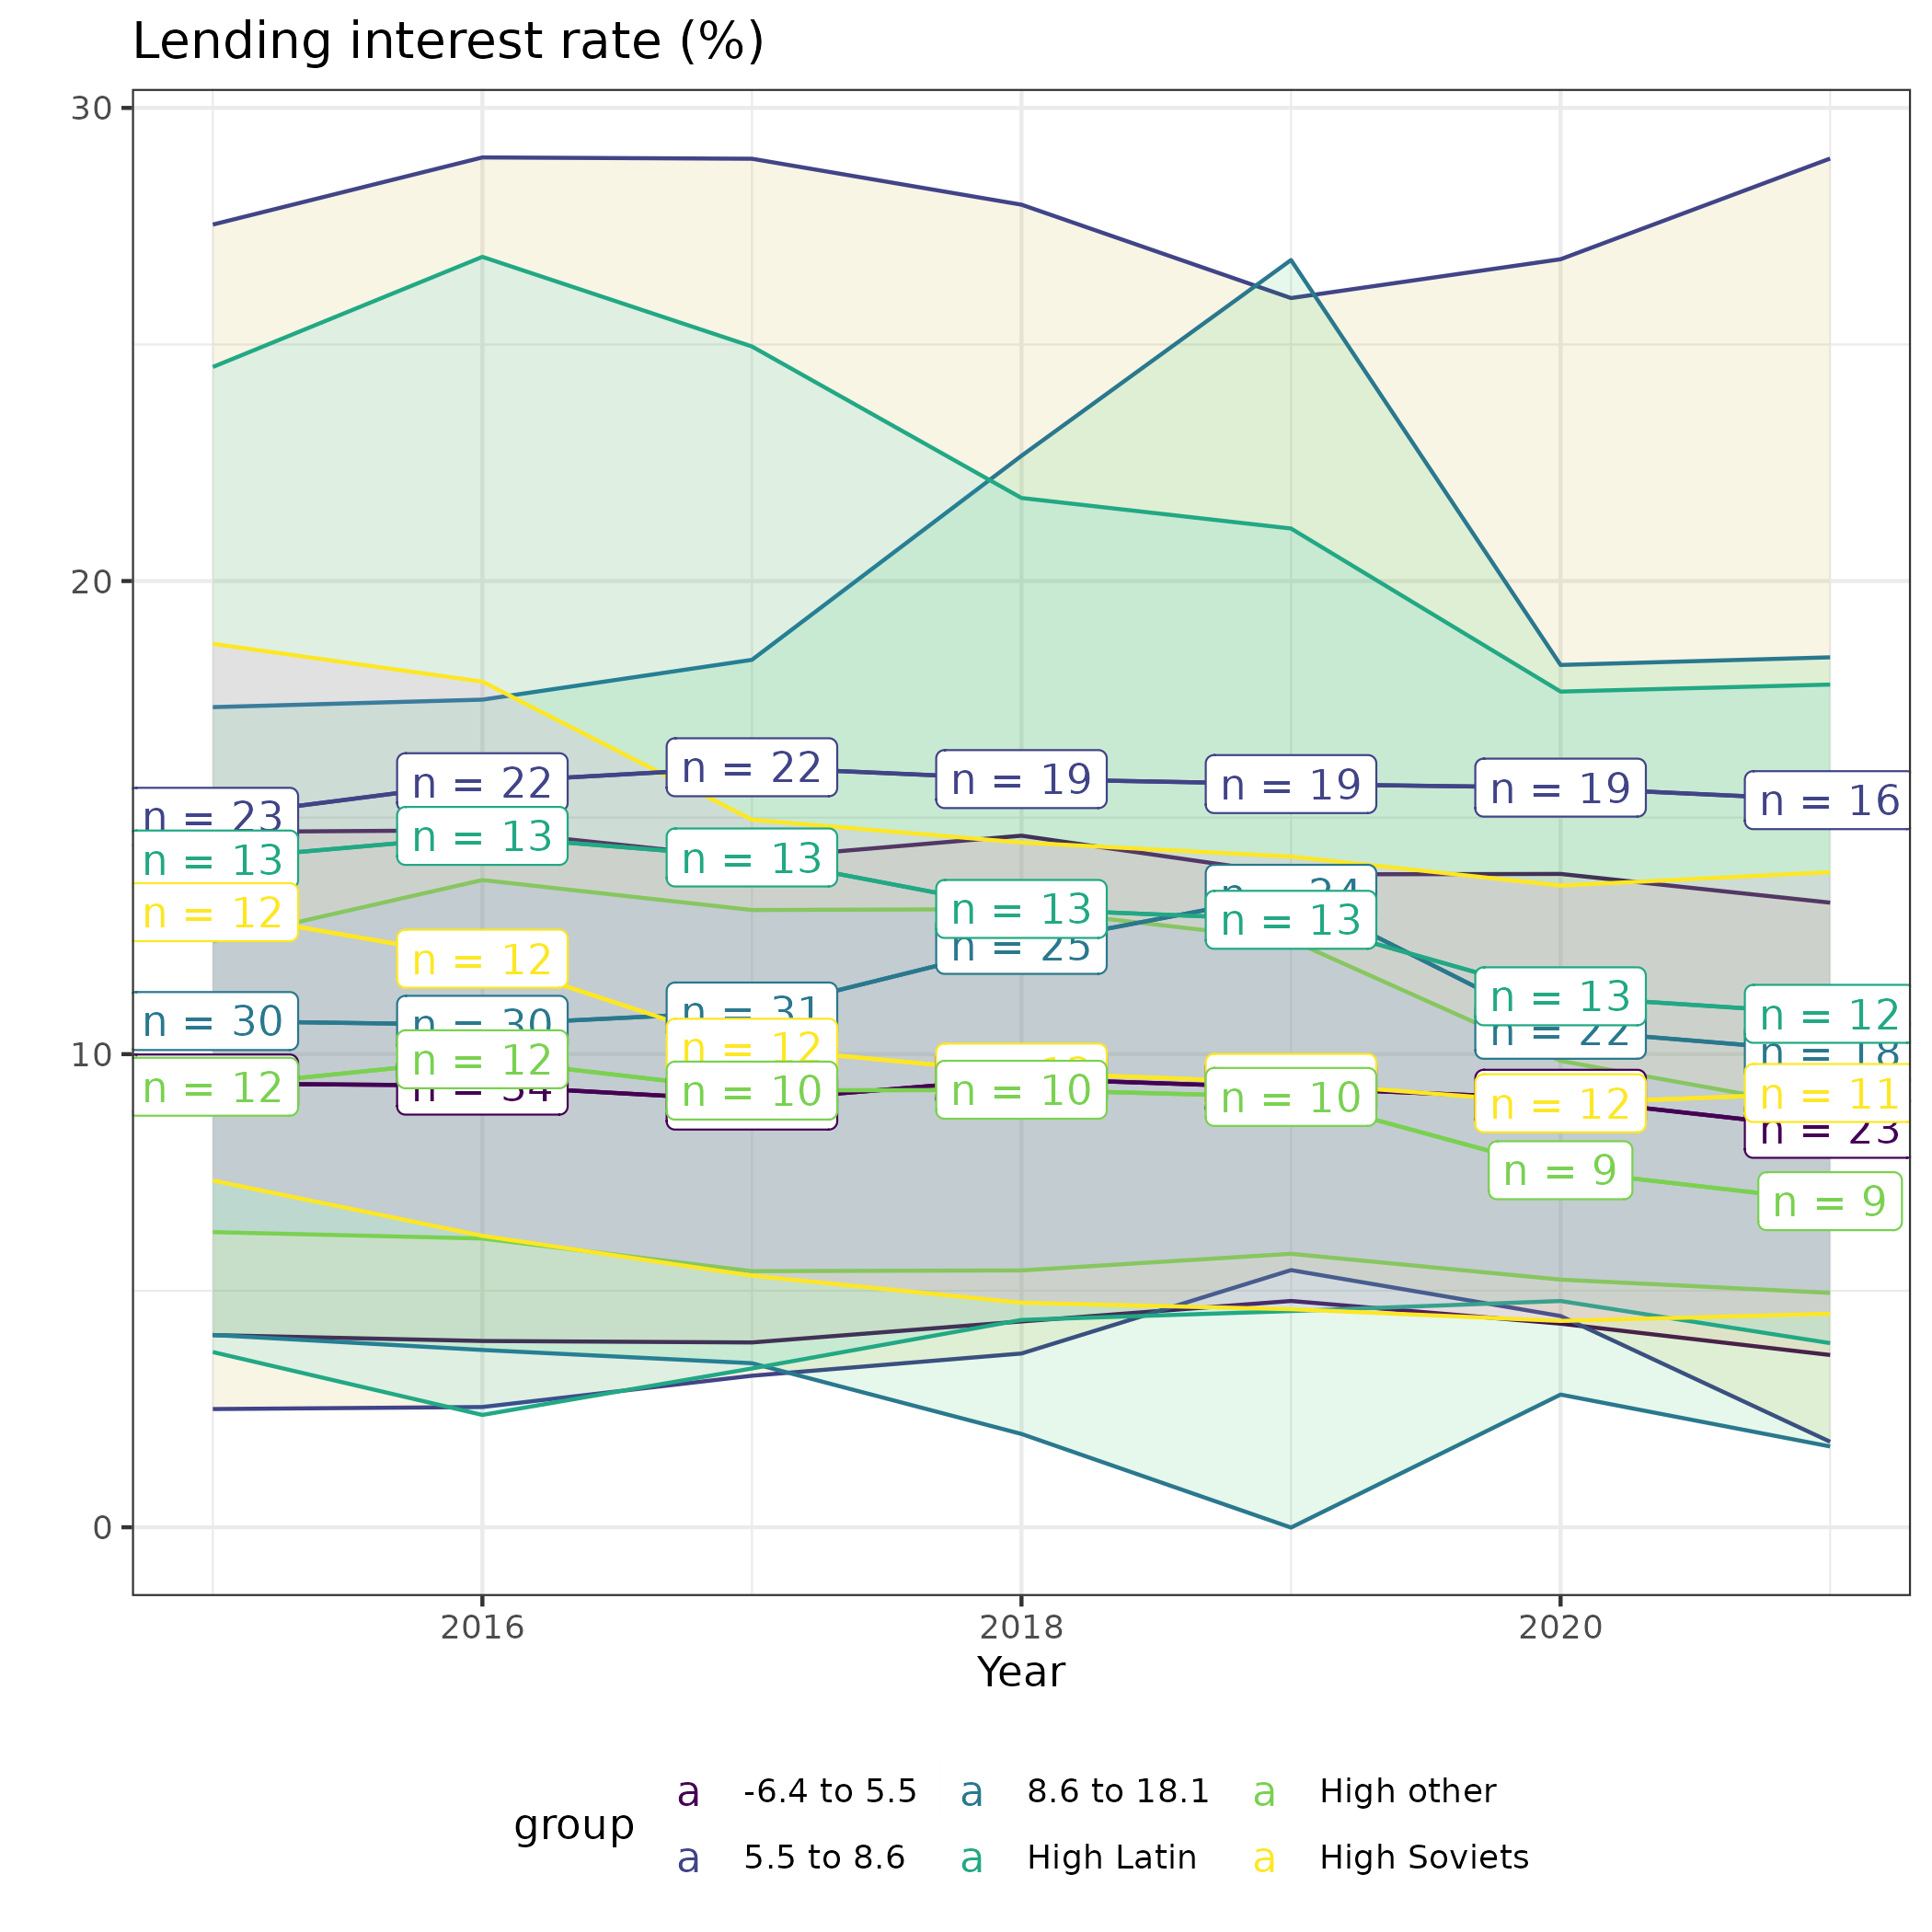 Lending interest rate (%)
30
20
10
0
n = 23
n = 13
n = 12
n = 30
n = 12
n = 22
n = 13
n = 12
n = 30
n = 12
n = 34
n = 22
n = 13
n = 31
n = 12
n = 10
n = 19
n = 13
n = 25
n = 10
n = 19
n = 24
n = 13
n = 10
n = 19
n = 13
n = 22
n = 12
n = 9
n = 16
n = 12
n = 18
n = 11
n = 23
n = 9
2016 2018 2020
Year
group
a -6.4 to 5.5 a 8.6 to 18.1 a High other
a 5.5 to 8.6 a High Latin a High Soviets